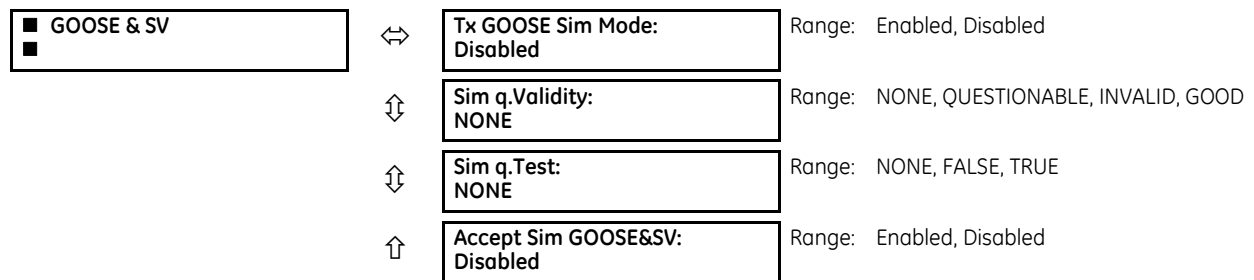 ■ GOOSE & SV
■
Tx GOOSE Sim Mode:
Disabled
Range: Enabled, Disabled
Sim q.Validity:
NONE
Range: NONE, QUESTIONABLE, INVALID, GOOD
Sim q.Test:
NONE
Range: NONE, FALSE, TRUE
Accept Sim GOOSE&SV:
Disabled
Range: Enabled, Disabled